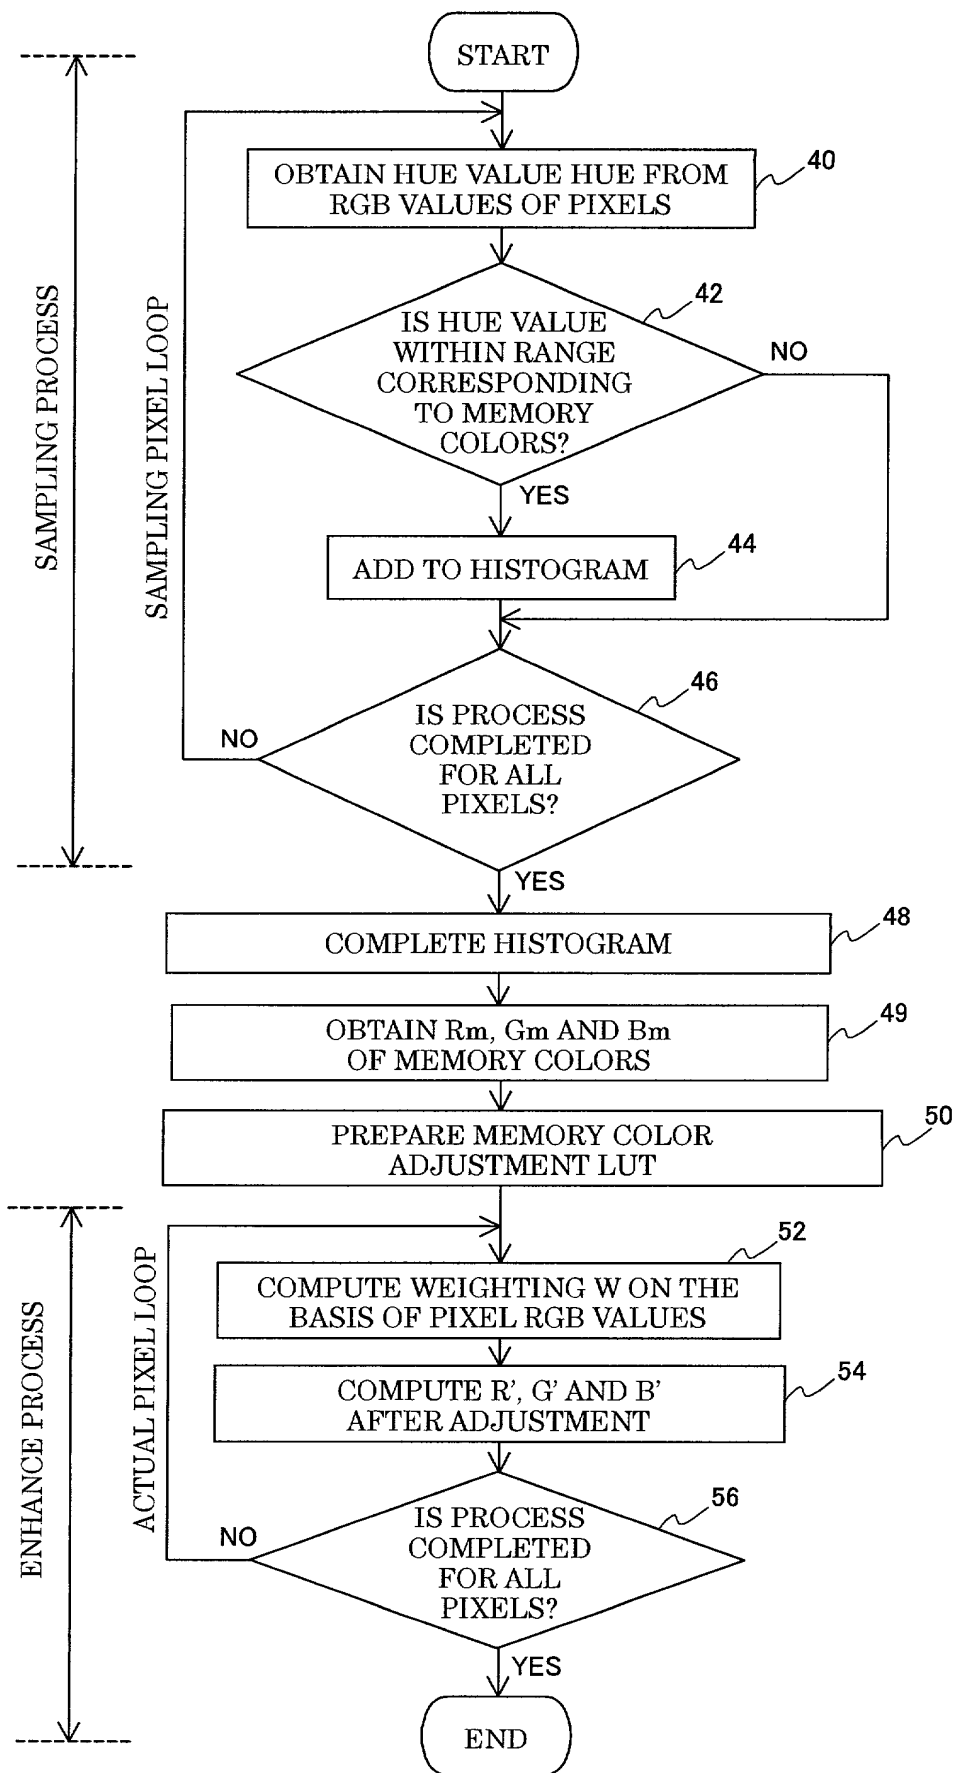 START
OBTAIN HUE VALUE HUE FROM
RGB VALUES OF PIXELS
40
IS HUE VALUE
WITHIN RANGE
CORRESPONDING
TO MEMORY
COLORS?
42
NO
YES
ADD TO HISTOGRAM
44
IS PROCESS
COMPLETED
FOR ALL
PIXELS?
46
NO
YES
SAMPLING PROCESS
SAMPLING PIXEL LOOP
COMPLETE HISTOGRAM
48
OBTAIN Rm, Gm AND Bm
OF MEMORY COLORS
49
PREPARE MEMORY COLOR
ADJUSTMENT LUT
50
COMPUTE WEIGHTING W ON THE
BASIS OF PIXEL RGB VALUES
52
COMPUTE R', G' AND B'
AFTER ADJUSTMENT
54
IS PROCESS
COMPLETED
FOR ALL
PIXELS?
56
NO
YES
ENHANCE PROCESS
ACTUAL PIXEL LOOP
END